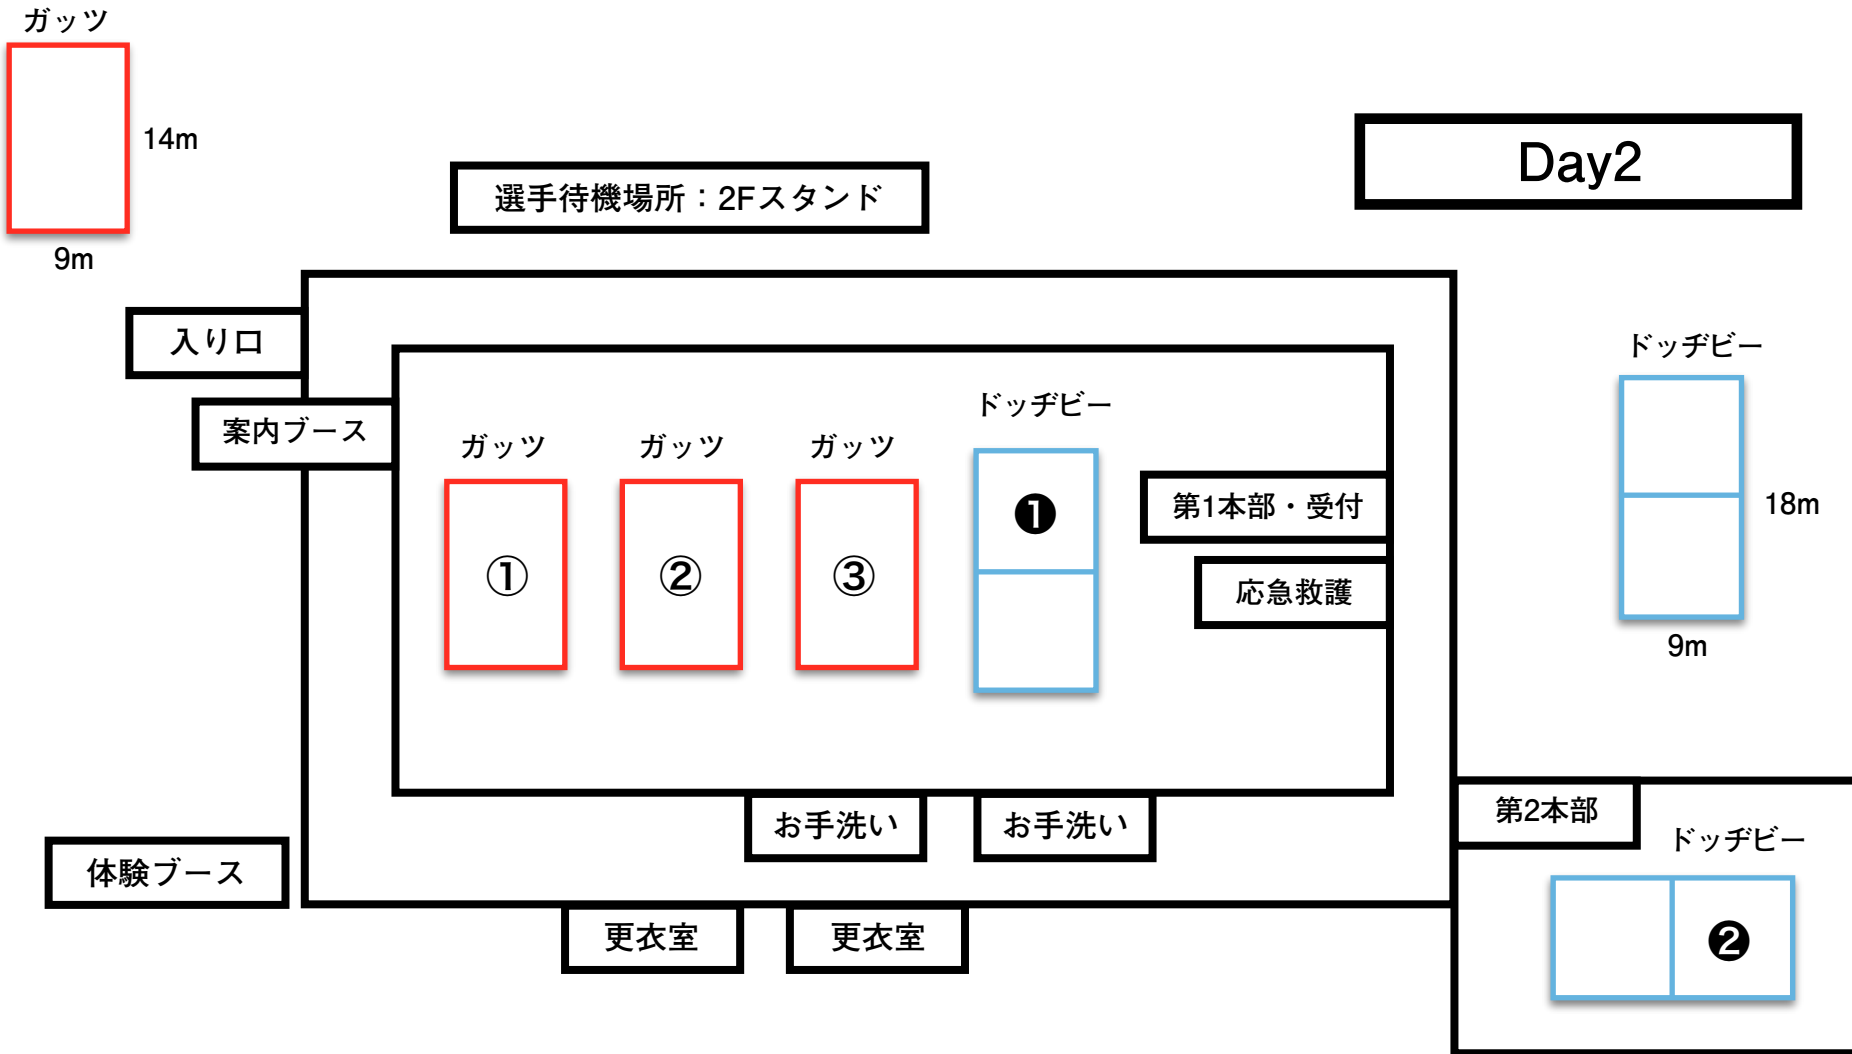 ガッツ
14m
9m
選手待機場所：2Fスタンド
Day2
入り口
案内ブース
ガッツ
ガッツ
ガッツ
ドッヂビー
①
②
③
❶
第1本部・受付
応急救護
ドッヂビー
18m
9m
お手洗い
お手洗い
体験ブース
更衣室
更衣室
第2本部
ドッヂビー
❷